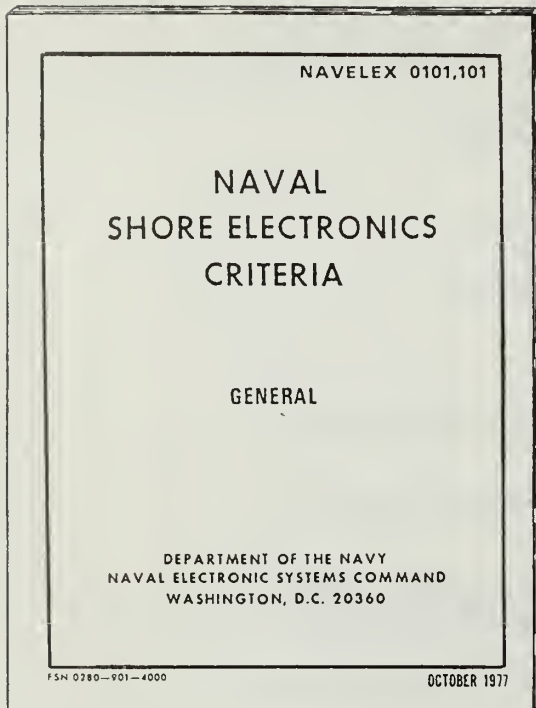 NAVELEX 0101,101
NAVAL
SHORE ELECTRONICS
CRITERIA
GENERAL
DEPARTMENT OF THE NAVY
NAVAL ELECTRONIC SYSTEMS COMMAND
WASHINGTON, D.C. 20360
FSN 0280—901—4000
OCTOBER 1977